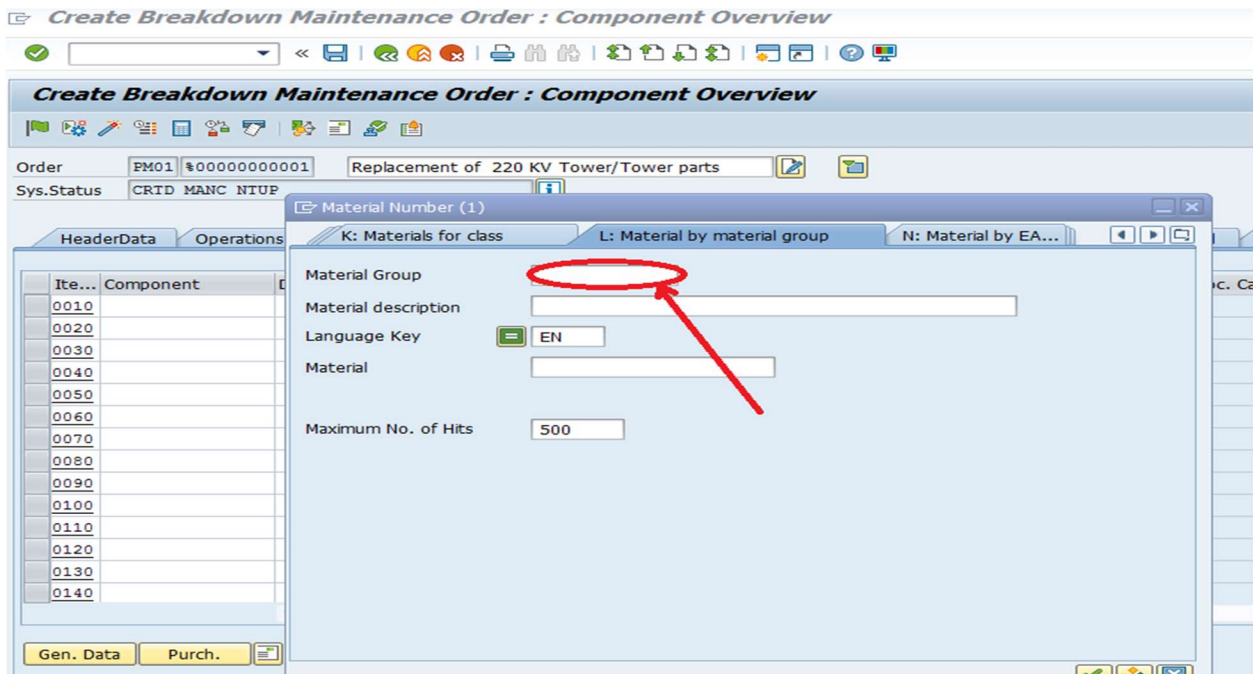 Create Breakdown Maintenance Order : Component Overview
Create Breakdown Maintenance Order : Component Overview
Order PM01 %00000000001 Replacement of 220 KV Tower/Tower parts
Sys.Status CRTD MANC NTUP
Material Number (1)
HeaderData Operations
K: Materials for class L: Material by material group N: Material by EA...
Ite... Component
Material Group
Material description
Language Key = EN
Material
Maximum No. of Hits 500
0010
0020
0030
0040
0050
0060
0070
0080
0090
0100
0110
0120
0130
0140
Gen. Data Purch.